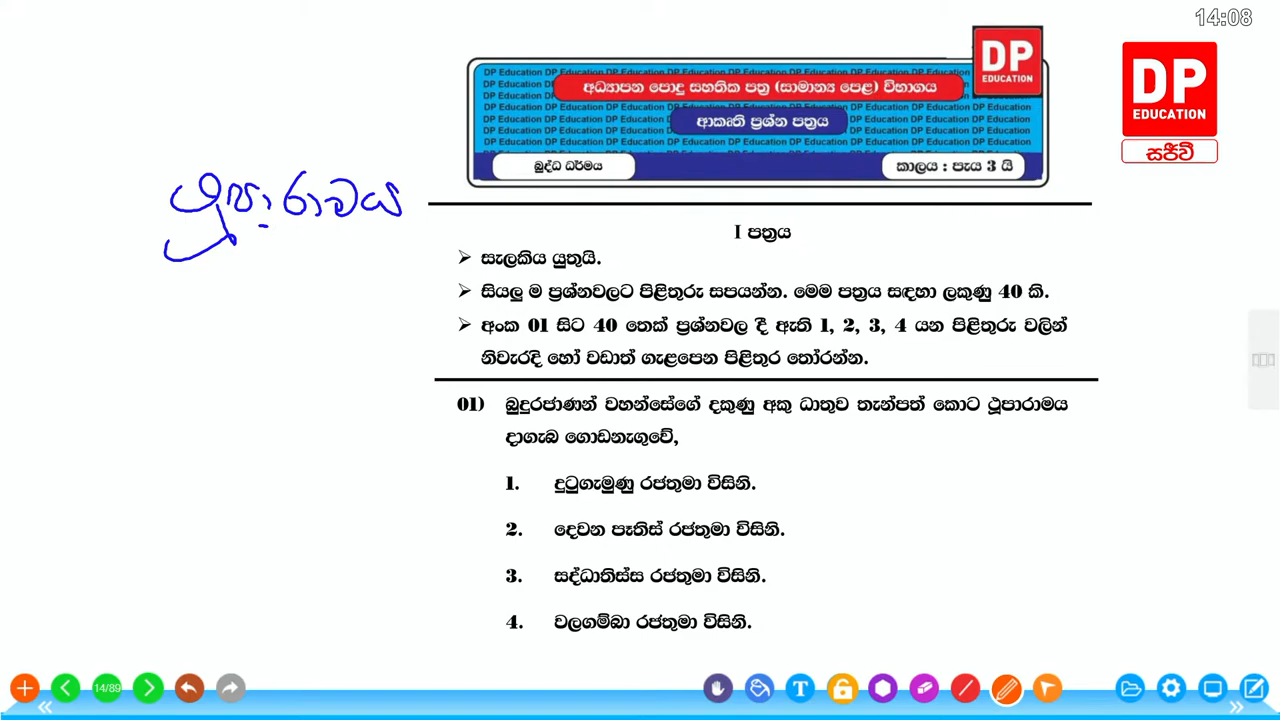 14:08
DP
EDUCATION
DP
EDUCATION
සජීවී
අධ්‍යාපන පොදු සහතික පත්‍ර (සාමාන්‍ය පෙළ) විභාගය
ආකෘති ප්‍රශ්න පත්‍රය
බුද්ධ ධර්මය
කාලය : පැය 3 යි
ථූපාරාමය
I පත්‍රය
➢ සැලකිය යුතුයි.
➢ සියලු ම ප්‍රශ්නවලට පිළිතුරු සපයන්න. මෙම පත්‍රය සඳහා ලකුණු 40 කි.
➢ අංක 01 සිට 40 තෙක් ප්‍රශ්නවල දී ඇති 1, 2, 3, 4 යන පිළිතුරු වලින්
නිවැරදි හෝ වඩාත් ගැළපෙන පිළිතුර තෝරන්න.
01) බුදුරජාණන් වහන්සේගේ දකුණු අකු ධාතුව තැන්පත් කොට ථූපාරාමය
දාගැබ ගොඩනැගුවේ,
1. දුටුගැමුණු රජතුමා විසිනි.
2. දෙවන පෑතිස් රජතුමා විසිනි.
3. සද්ධාතිස්ස රජතුමා විසිනි.
4. වලගම්බා රජතුමා විසිනි.
14/89